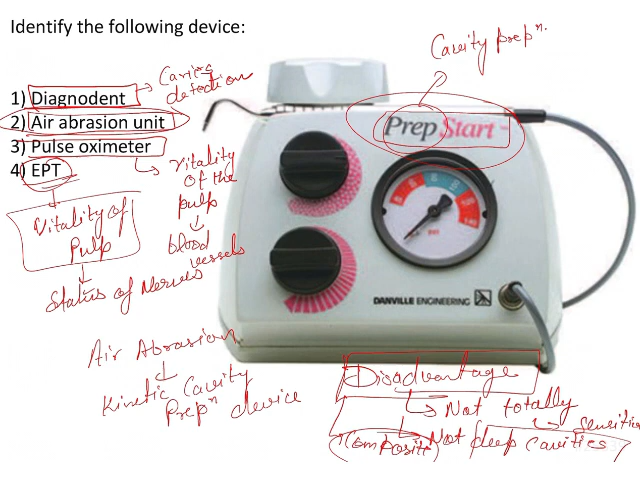 Identify the following device:
Cavity prepⁿ.
Caries
detection
1) Diagnodent
2) Air abrasion unit
3) Pulse oximeter
4) EPT
Prep Start
Vitality
of the
pulp
blood
vessels
Vitality of
Pulp
Status of Nerves
psi
DANVILLE ENGINEERING
Air Abrasion
Kinetic Cavity
Prepⁿ device
Disadvantage
Not totally
Not deep cavities
(Composite)